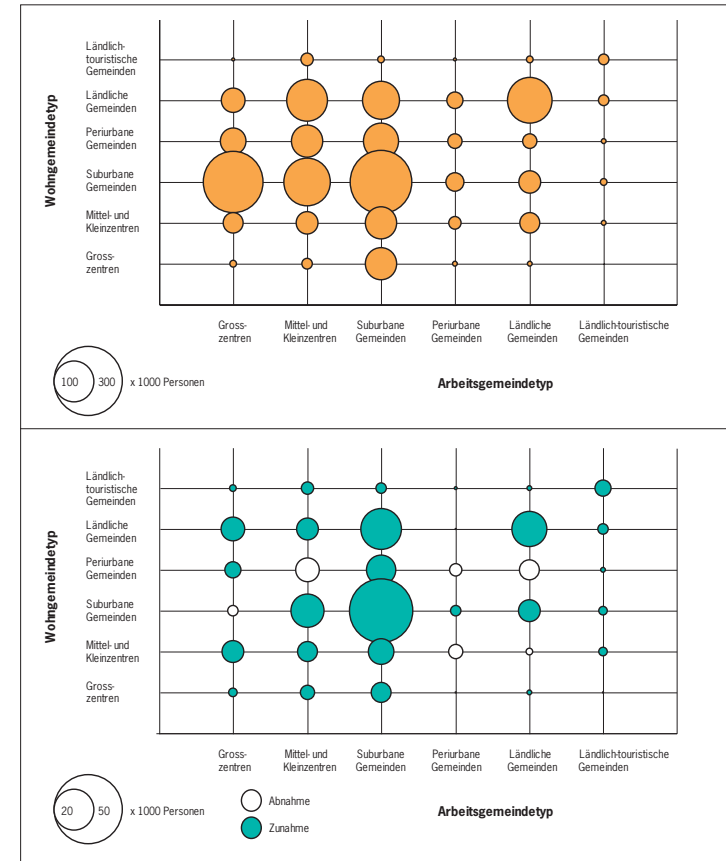 Ländlich-
touristische
Gemeinden
Ländliche
Gemeinden
Periurbane
Gemeinden
Suburbane
Gemeinden
Mittel- und
Kleinzentren
Gross-
zentren
Wohngemeindetyp
Gross-
zentren
Mittel- und
Kleinzentren
Suburbane
Gemeinden
Periurbane
Gemeinden
Ländliche
Gemeinden
Ländlich-touristische
Gemeinden
100 300 x 1000 Personen
Arbeitsgemeindetyp
Ländlich-
touristische
Gemeinden
Ländliche
Gemeinden
Periurbane
Gemeinden
Suburbane
Gemeinden
Mittel- und
Kleinzentren
Gross-
zentren
Wohngemeindetyp
Gross-
zentren
Mittel- und
Kleinzentren
Suburbane
Gemeinden
Periurbane
Gemeinden
Ländliche
Gemeinden
Ländlich-touristische
Gemeinden
20 50 x 1000 Personen
Abnahme
Zunahme
Arbeitsgemeindetyp